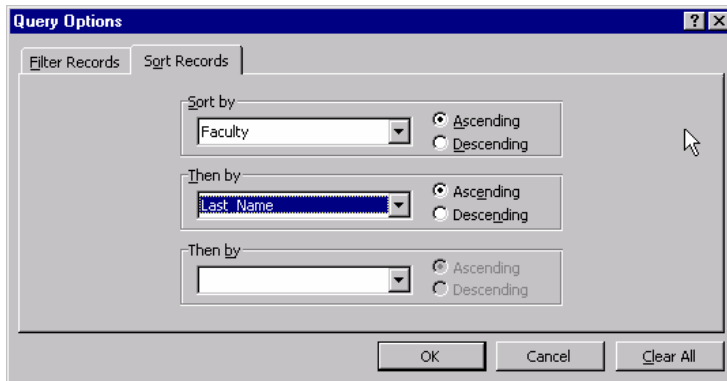 Query Options
Filter Records Sort Records
Sort by
Faculty
Ascending
Descending
Then by
Last_Name
Ascending
Descending
Then by
Ascending
Descending
OK Cancel Clear All